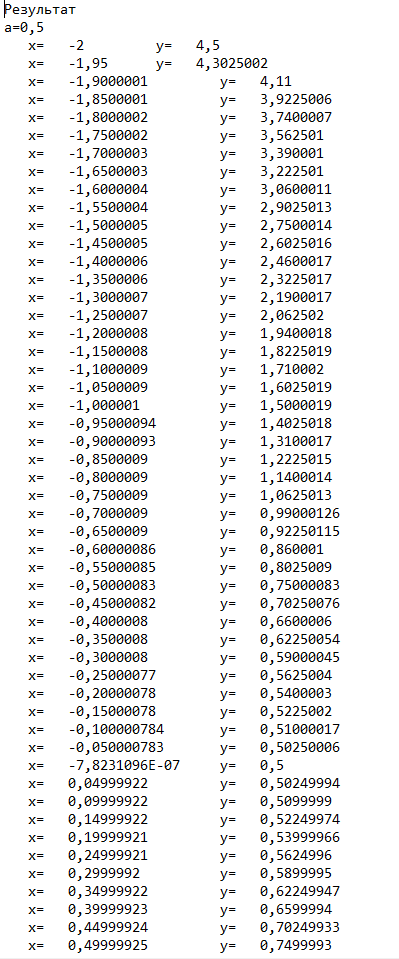 Результат
a=0,5
x= -2 y= 4,5
x= -1,95 y= 4,3025002
x= -1,9000001 y= 4,11
x= -1,8500001 y= 3,9225006
x= -1,8000002 y= 3,7400007
x= -1,7500002 y= 3,562501
x= -1,7000003 y= 3,390001
x= -1,6500003 y= 3,222501
x= -1,6000004 y= 3,0600011
x= -1,5500004 y= 2,9025013
x= -1,5000005 y= 2,7500014
x= -1,4500005 y= 2,6025016
x= -1,4000006 y= 2,4600017
x= -1,3500006 y= 2,3225017
x= -1,3000007 y= 2,1900017
x= -1,2500007 y= 2,062502
x= -1,2000008 y= 1,9400018
x= -1,1500008 y= 1,8225019
x= -1,1000009 y= 1,710002
x= -1,0500009 y= 1,6025019
x= -1,000001 y= 1,5000019
x= -0,95000094 y= 1,4025018
x= -0,90000093 y= 1,3100017
x= -0,8500009 y= 1,2225015
x= -0,8000009 y= 1,1400014
x= -0,7500009 y= 1,0625013
x= -0,7000009 y= 0,99000126
x= -0,6500009 y= 0,92250115
x= -0,60000086 y= 0,860001
x= -0,55000085 y= 0,8025009
x= -0,50000083 y= 0,75000083
x= -0,45000082 y= 0,70250076
x= -0,4000008 y= 0,6600006
x= -0,3500008 y= 0,62250054
x= -0,3000008 y= 0,59000045
x= -0,25000077 y= 0,5625004
x= -0,20000078 y= 0,5400003
x= -0,15000078 y= 0,5225002
x= -0,100000784 y= 0,51000017
x= -0,050000783 y= 0,50250006
x= -7,8231096E-07 y= 0,5
x= 0,04999922 y= 0,50249994
x= 0,09999922 y= 0,5099999
x= 0,14999922 y= 0,52249974
x= 0,19999921 y= 0,53999966
x= 0,24999921 y= 0,5624996
x= 0,2999992 y= 0,5899995
x= 0,34999922 y= 0,62249947
x= 0,39999923 y= 0,6599994
x= 0,44999924 y= 0,70249933
x= 0,49999925 y= 0,7499993